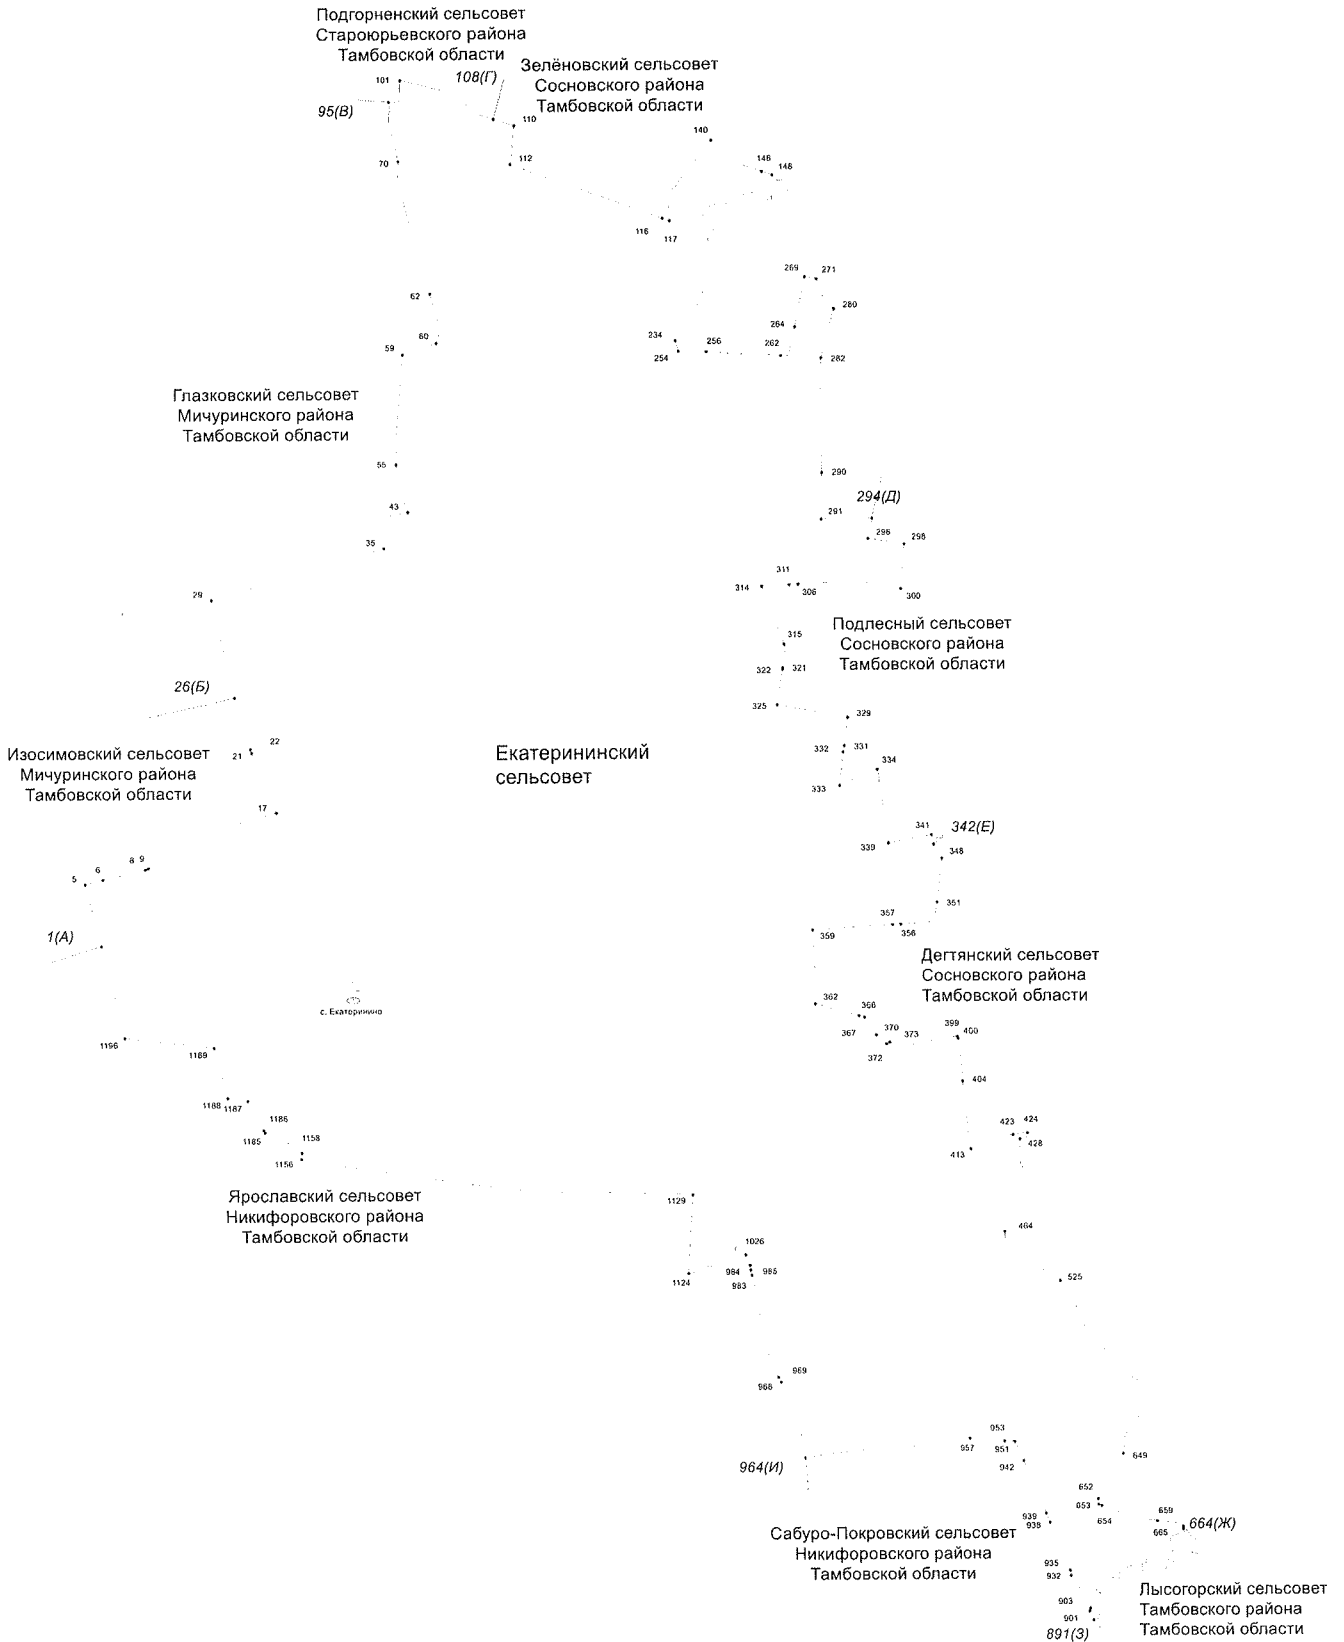 Подгорненский сельсовет
Староюрьевского района
Тамбовской области
Зелёновский сельсовет
Сосновского района
Тамбовской области
101
108(Г)
95(В)
110
140
70
112
146
148
1
116
117
269
271
62
280
264
60
234
256
262
59
254
282
Глазковский сельсовет
Мичуринского района
Тамбовской области
55
290
294(Д)
43
291
296
298
35
311
314
306
300
29
Подлесный сельсовет
Сосновского района
Тамбовской области
315
322
321
26(Б)
325
329
Изосимовский сельсовет
Мичуринского района
Тамбовской области
22
21
Екатерининский
сельсовет
332
331
334
333
17
341
342(Е)
339
348
8
9
6
5
351
357
356
359
1(А)
Дегтянский сельсовет
Сосновского района
Тамбовской области
с. Екатеринино
362
366
367
370
373
399
400
372
1196
1189
404
1188
1187
1186
1185
1158
1156
423
424
428
413
Ярославский сельсовет
Никифоровского района
Тамбовской области
1129
464
1026
984
985
983
1124
525
969
968
953
957
951
942
649
964(И)
652
653
654
659
665
664(Ж)
939
938
Сабуро-Покровский сельсовет
Никифоровского района
Тамбовской области
935
932
903
901
891(З)
Лысогорский сельсовет
Тамбовского района
Тамбовской области